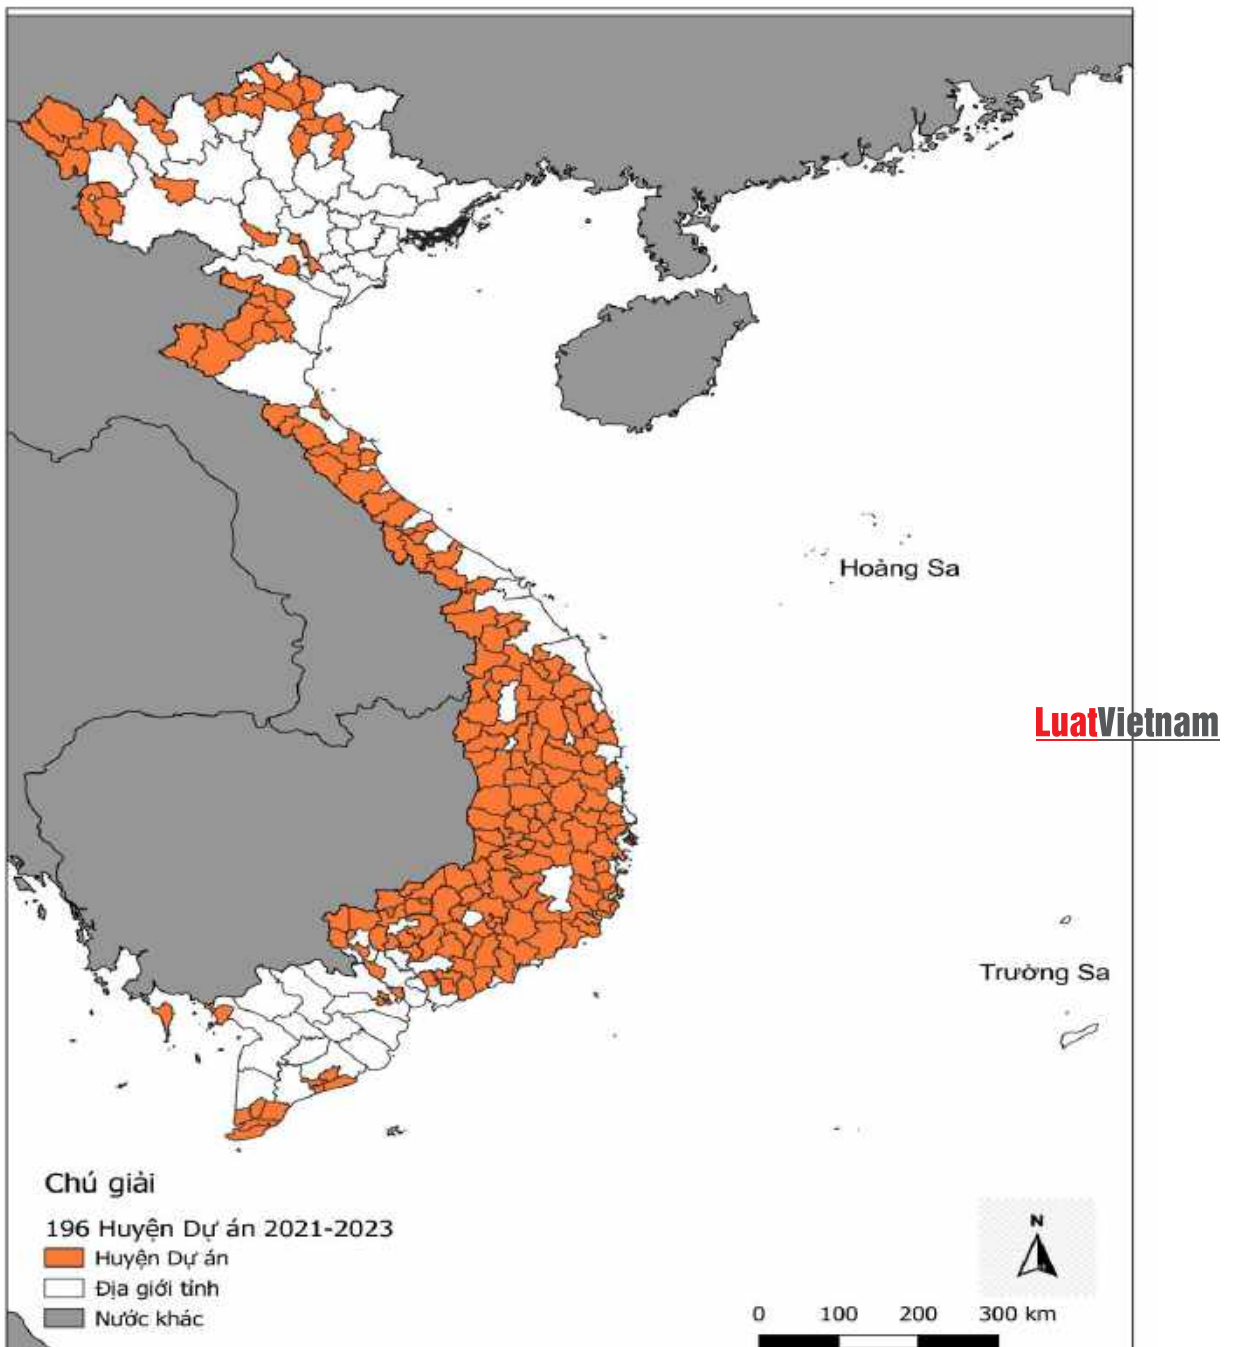 Hoàng Sa
LuatVietnam
Trường Sa
Chú giải
196 Huyện Dự án 2021-2023
Huyện Dự án
Địa giới tỉnh
Nước khác
N
0 100 200 300 km